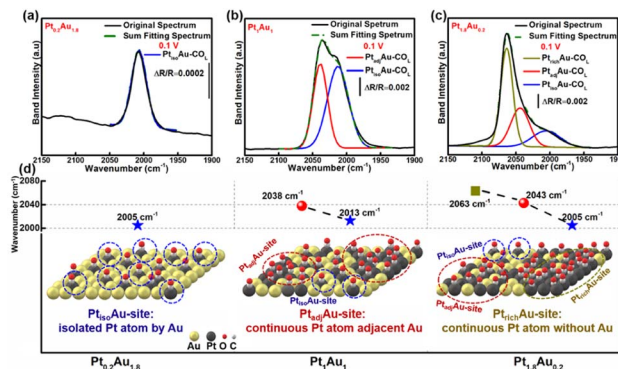 (a) Pt0.2Au1.8
Original Spectrum
Sum Fitting Spectrum
0.1 V
PtisoAu-COL
ΔR/R=0.0002
Band Intensity (a.u)
2150 2100 2050 2000 1950 1900
Wavenumber (cm-1)
(b) Pt1Au1
Original Spectrum
Sum Fitting Spectrum
0.1 V
PtadjAu-COL
PtisoAu-COL
ΔR/R=0.002
Band Intensity (a.u)
2150 2100 2050 2000 1950 1900
Wavenumber (cm-1)
(c) Pt1.8Au0.2
Original Spectrum
Sum Fitting Spectrum
0.1 V
PtrichAu-COL
PtadjAu-COL
PtisoAu-COL
ΔR/R=0.002
Band Intensity (a.u)
2150 2100 2050 2000 1950 1900
Wavenumber (cm-1)
(d)
Wavenumber (cm-1)
2080
2040
2000
2005 cm-1
2038 cm-1
2013 cm-1
2063 cm-1
2043 cm-1
2005 cm-1
PtadjAu-site
PtisoAu-site
PtisoAu-site
PtadjAu-site
PtrichAu-site
PtisoAu-site:
isolated Pt atom by Au
Au Pt O C
PtadjAu-site:
continuous Pt atom adjacent Au
PtrichAu-site:
continuous Pt atom without Au
Pt0.2Au1.8
Pt1Au1
Pt1.8Au0.2